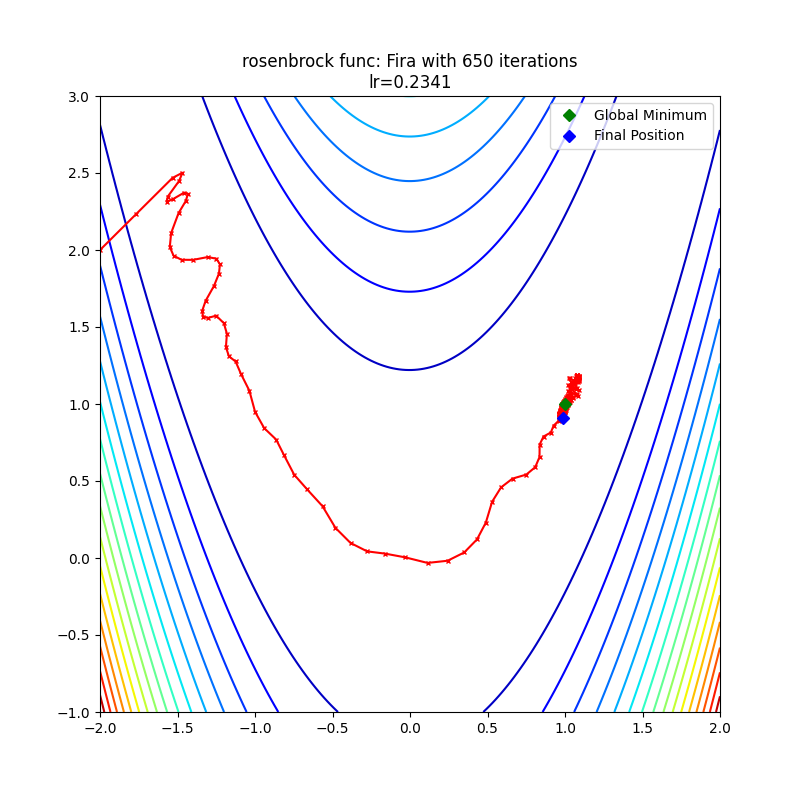 rosenbrock func: Fira with 650 iterations
lr=0.2341
Global Minimum
Final Position
3.0
2.5
2.0
1.5
1.0
0.5
0.0
−0.5
−1.0
−2.0 −1.5 −1.0 −0.5 0.0 0.5 1.0 1.5 2.0